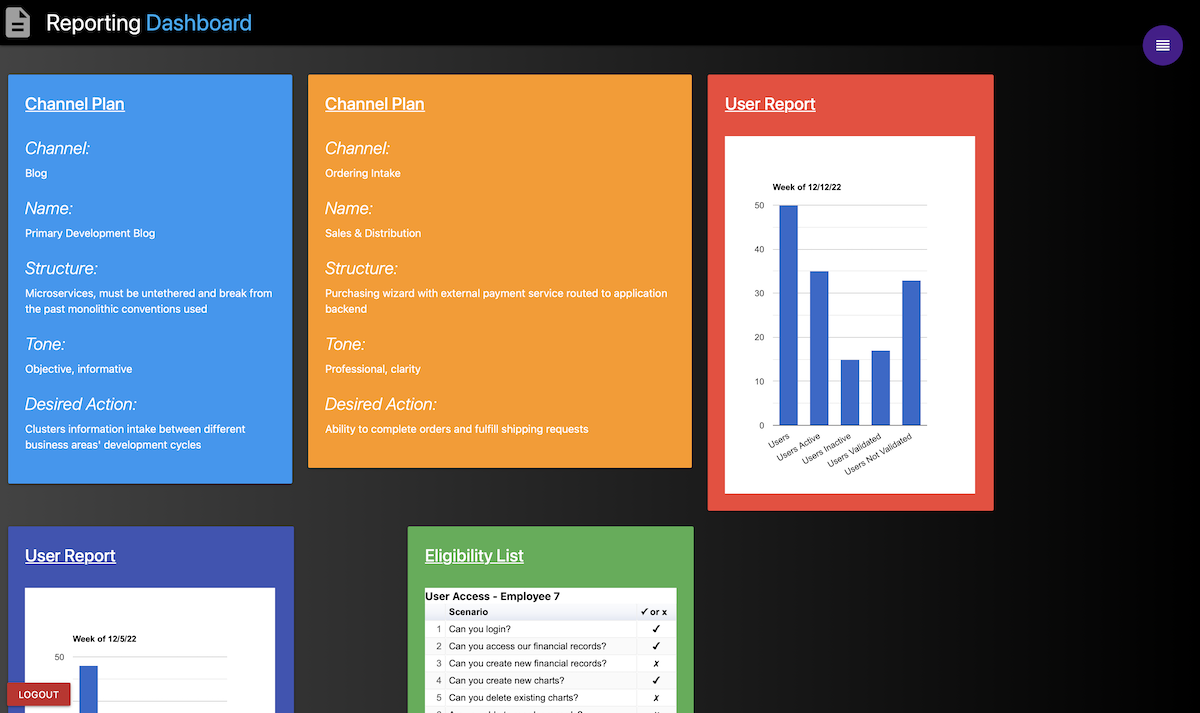 Reporting Dashboard
Channel Plan
Channel:
Blog
Name:
Primary Development Blog
Structure:
Microservices, must be untethered and break from
the past monolithic conventions used
Tone:
Objective, informative
Desired Action:
Clusters information intake between different
business areas' development cycles
Channel Plan
Channel:
Ordering Intake
Name:
Sales & Distribution
Structure:
Purchasing wizard with external payment service routed to application
backend
Tone:
Professional, clarity
Desired Action:
Ability to complete orders and fulfill shipping requests
User Report
Week of 12/12/22
50
40
30
20
10
0
Users
Users Active
Users Inactive
Users Validated
Users Not Validated
User Report
Week of 12/5/22
50
LOGOUT
Eligibility List
User Access - Employee 7
Scenario ✓ or x
1 Can you login? ✓
2 Can you access our financial records? ✓
3 Can you create new financial records? x
4 Can you create new charts? ✓
5 Can you delete existing charts? x